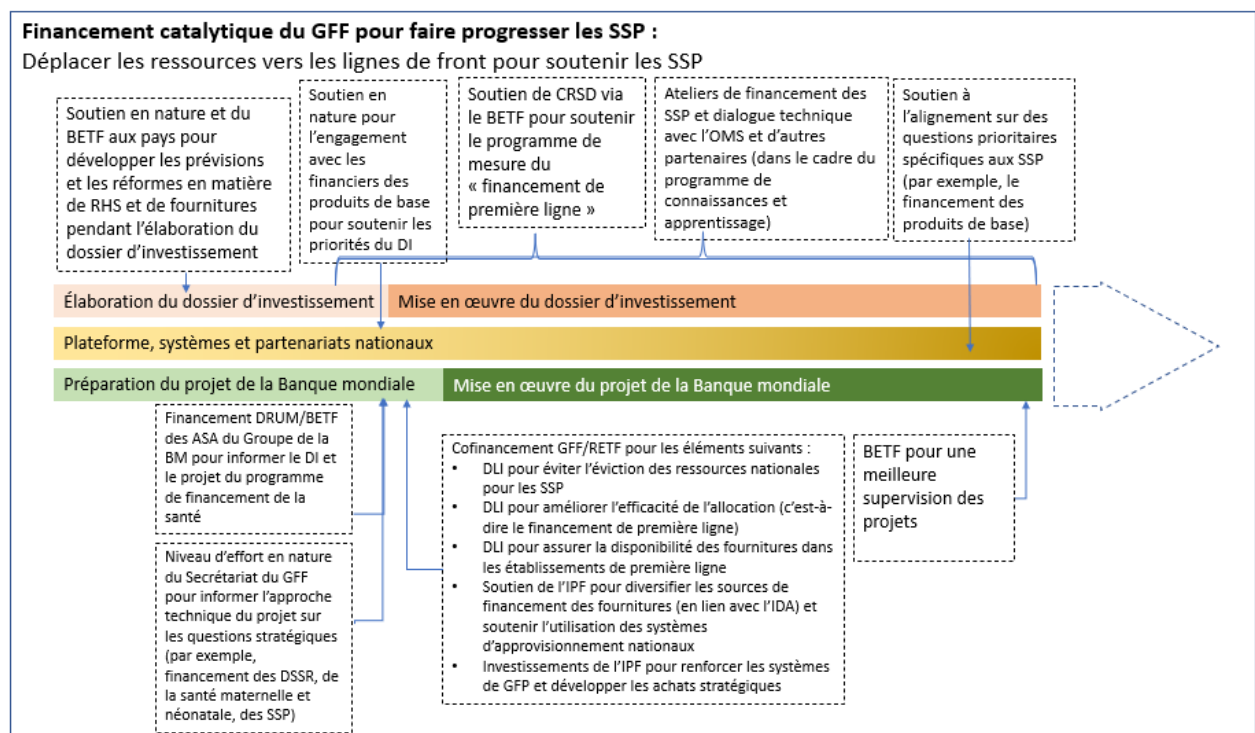 Financement catalytique du GFF pour faire progresser les SSP :
Déplacer les ressources vers les lignes de front pour soutenir les SSP
Soutien en nature et du
BETF aux pays pour
développer les prévisions
et les réformes en matière
de RHS et de fournitures
pendant l'élaboration du
dossier d'investissement
Soutien en
nature pour
l'engagement
avec les
financiers des
produits de base
pour soutenir les
priorités du DI
Soutien de CRSD via
le BETF pour soutenir
le programme de
mesure du
« financement de
première ligne »
Ateliers de financement des
SSP et dialogue technique
avec l'OMS et d'autres
partenaires (dans le cadre du
programme de
connaissances et
apprentissage)
Soutien à
l'alignement sur des
questions prioritaires
spécifiques aux SSP
(par exemple, le
financement des
produits de base)
Élaboration du dossier d'investissement
Mise en œuvre du dossier d'investissement
Plateforme, systèmes et partenariats nationaux
Préparation du projet de la Banque mondiale
Mise en œuvre du projet de la Banque mondiale
Financement DRUM/BETF
des ASA du Groupe de la
BM pour informer le DI et
le projet du programme
de financement de la
santé
Niveau d'effort en nature
du Secrétariat du GFF
pour informer l'approche
technique du projet sur
les questions stratégiques
(par exemple,
financement des DSSR, de
la santé maternelle et
néonatale, des SSP)
Cofinancement GFF/RETF pour les éléments suivants :
• DLI pour éviter l'éviction des ressources nationales
pour les SSP
• DLI pour améliorer l'efficacité de l'allocation (c'est-à-
dire le financement de première ligne)
• DLI pour assurer la disponibilité des fournitures dans
les établissements de première ligne
• Soutien de l'IPF pour diversifier les sources de
financement des fournitures (en lien avec l'IDA) et
soutenir l'utilisation des systèmes
d'approvisionnement nationaux
• Investissements de l'IPF pour renforcer les systèmes
de GFP et développer les achats stratégiques
BETF pour une
meilleure
supervision des
projets